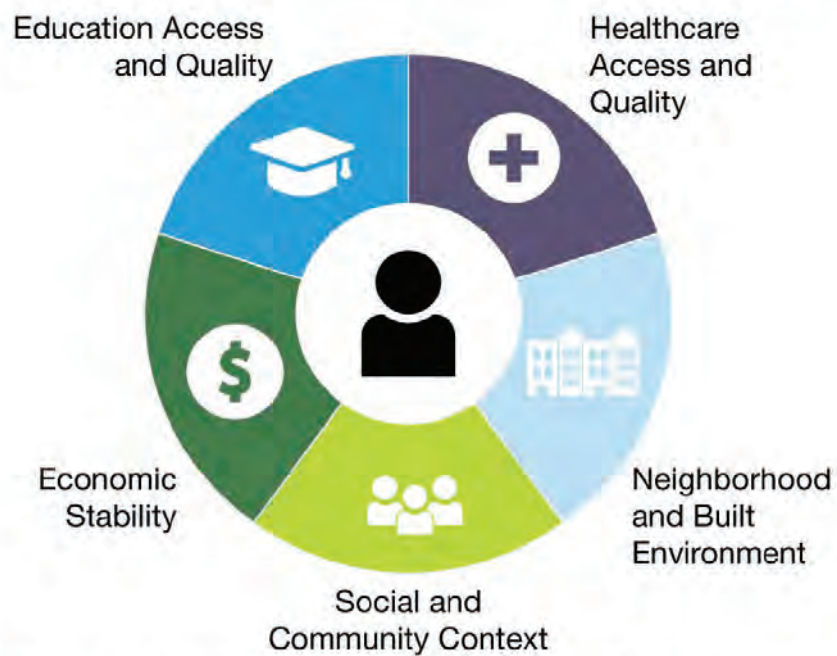 Education Access
and Quality
Healthcare
Access and
Quality
$
Economic
Stability
Neighborhood
and Built
Environment
Social and
Community Context